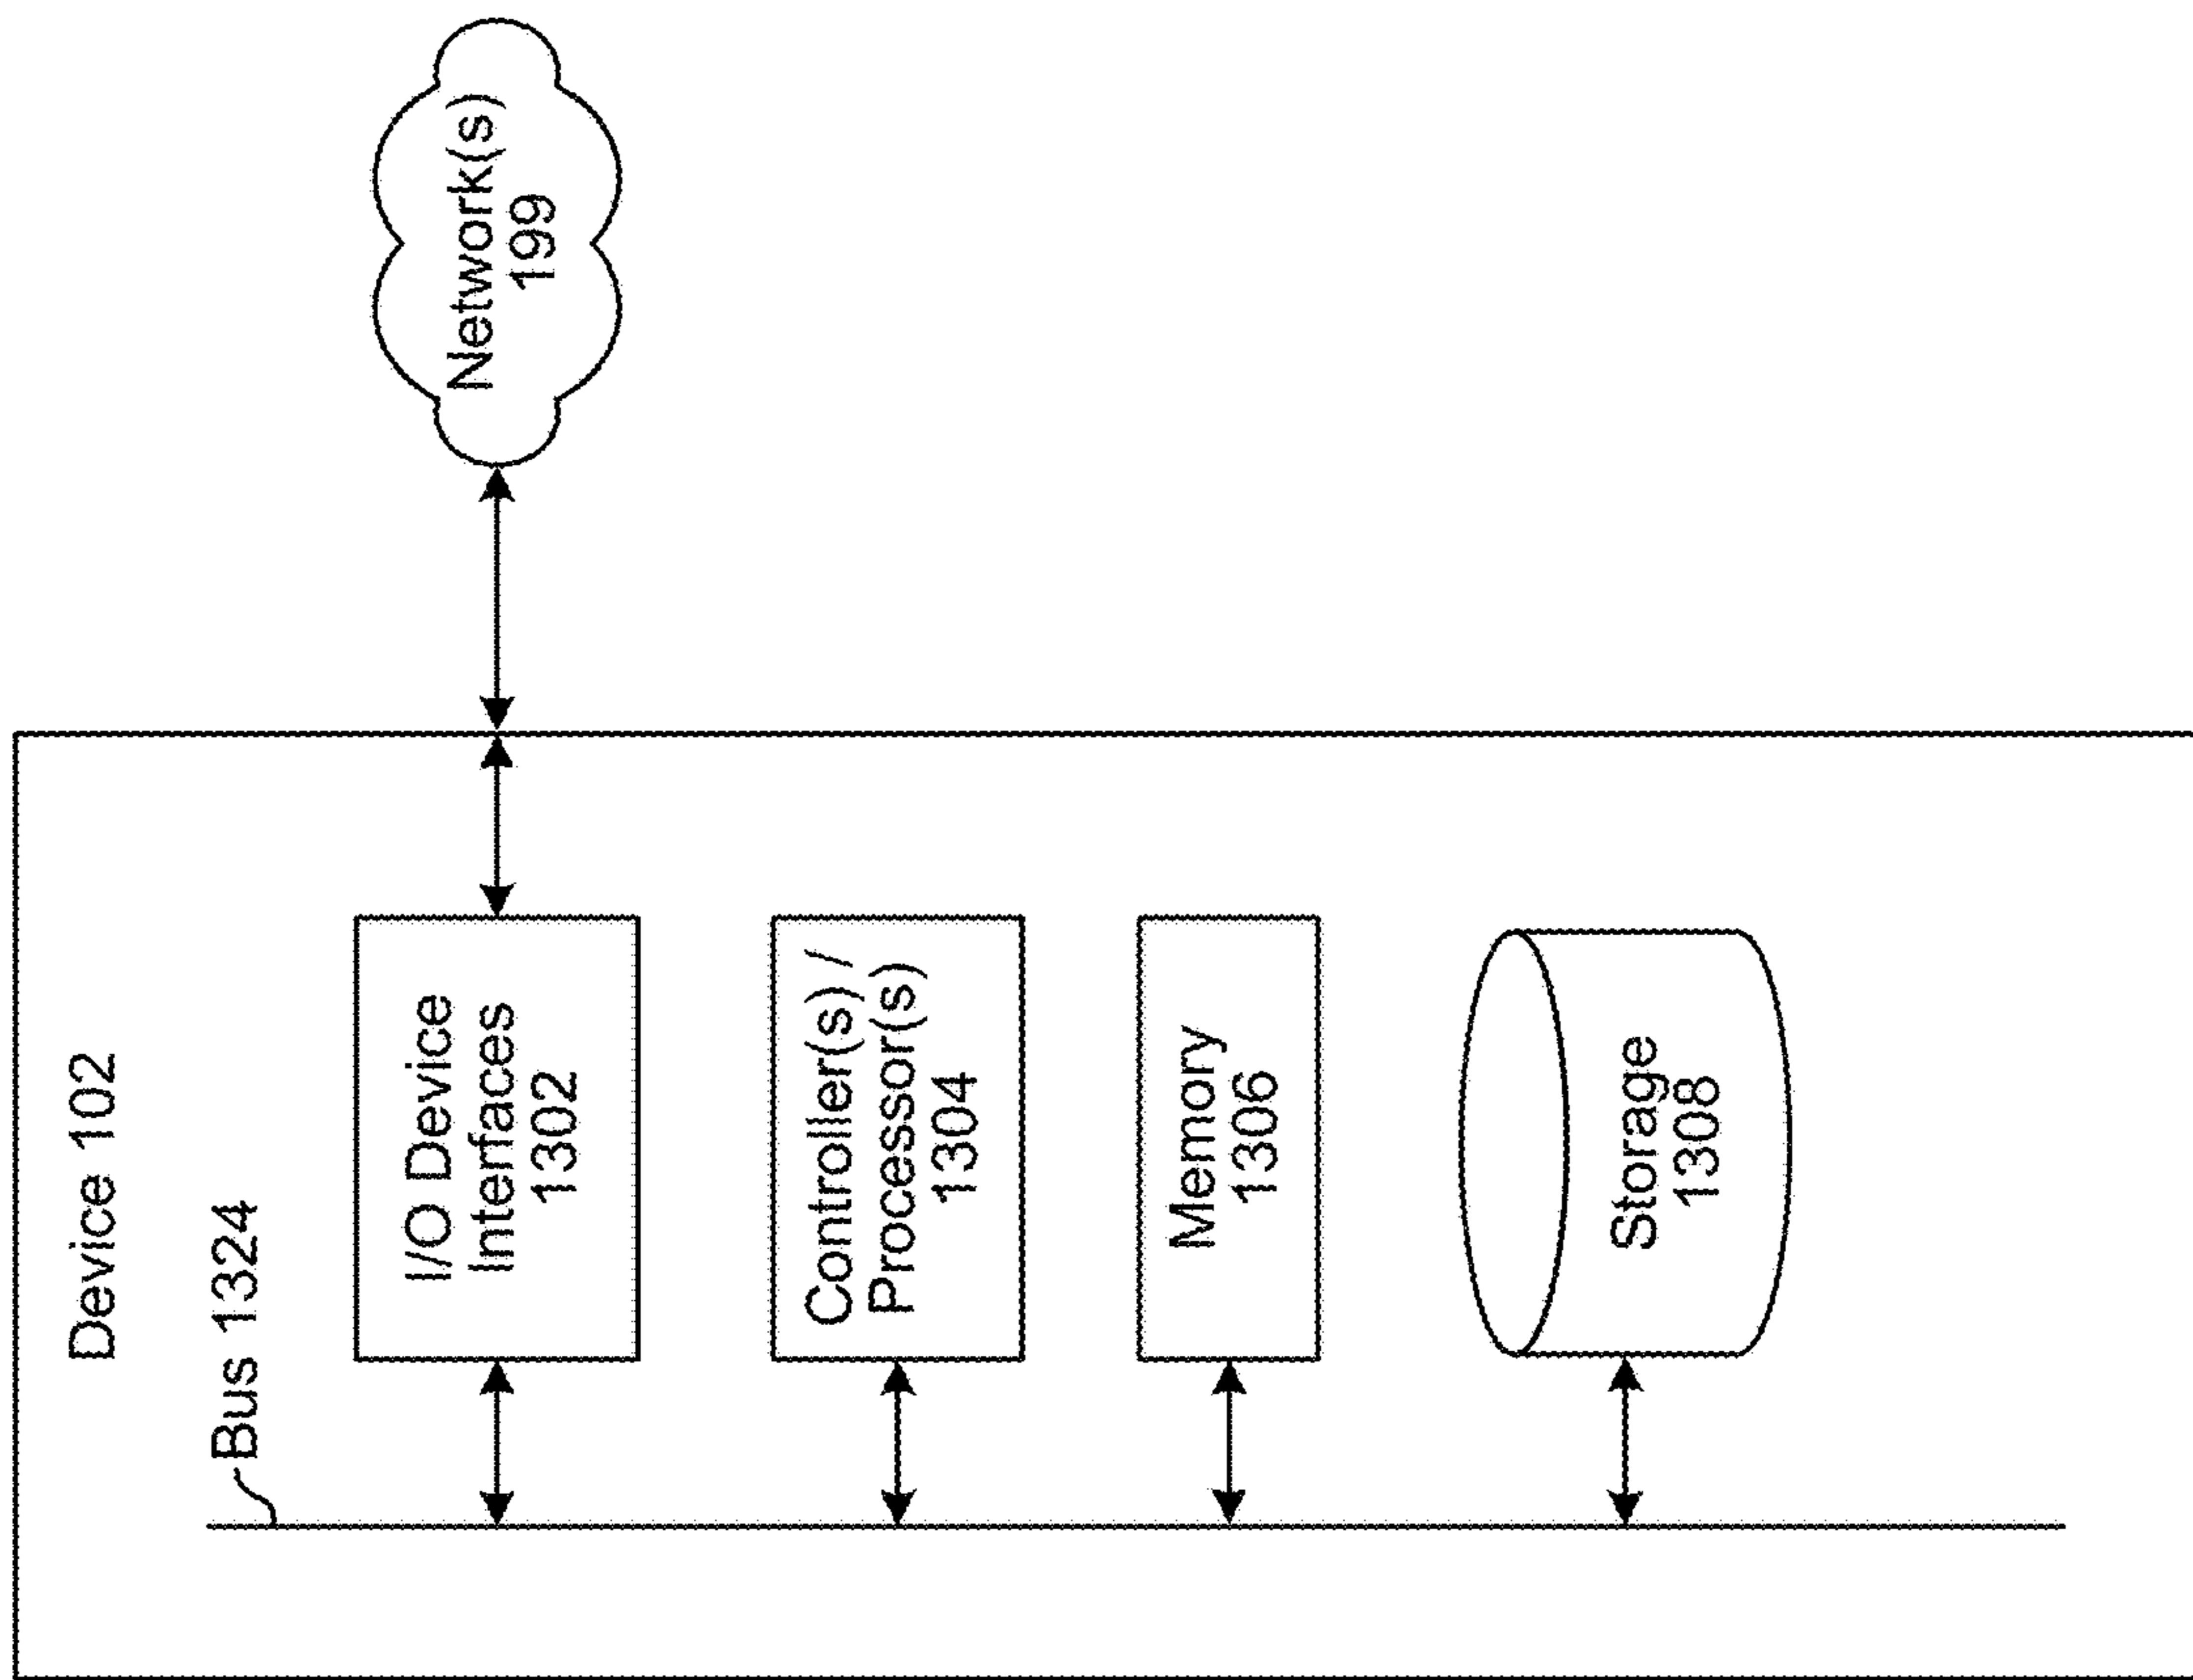 Device 102
Bus 1324
I/O Device
Interfaces
1302
Network(s)
199
Controller(s) /
Processor(s)
1304
Memory
1306
Storage
1308